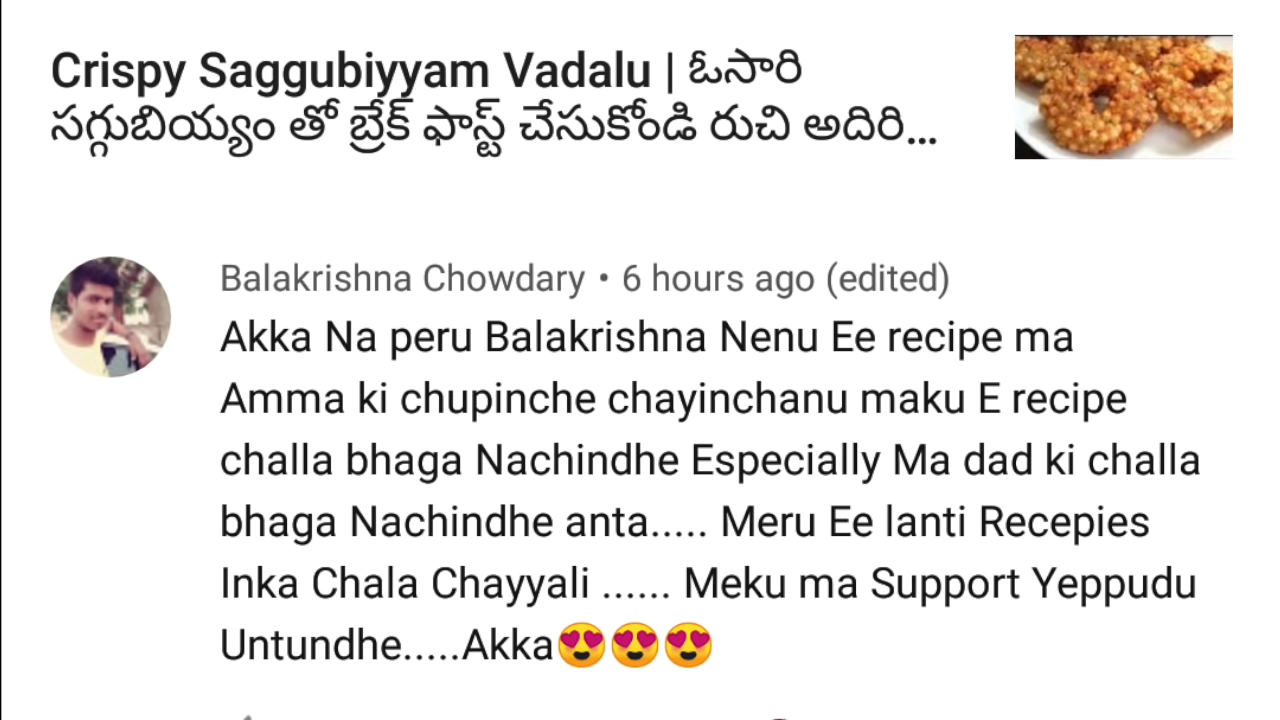 Crispy Saggubiyyam Vadalu | ఓసారి
సగ్గుబియ్యం తో బ్రేక్ ఫాస్ట్ చేసుకోండి రుచి అదిరి...
Balakrishna Chowdary • 6 hours ago (edited)
Akka Na peru Balakrishna Nenu Ee recipe ma
Amma ki chupinche chayinchanu maku E recipe
challa bhaga Nachindhe Especially Ma dad ki challa
bhaga Nachindhe anta..... Meru Ee lanti Recepies
Inka Chala Chayyali ...... Meku ma Support Yeppudu
Untundhe.....Akka😍😍😍